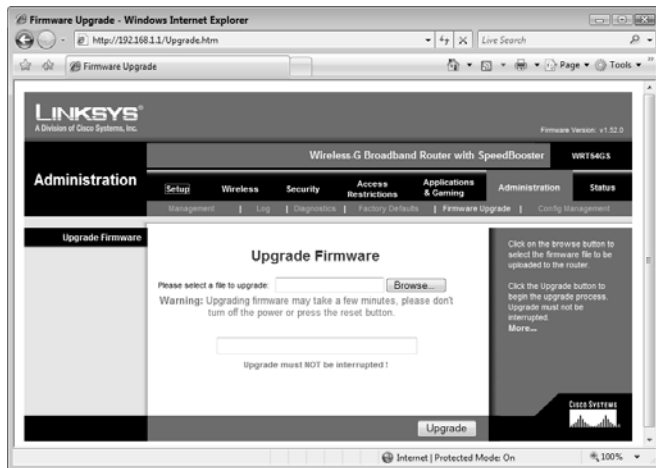 Firmware Upgrade - Windows Internet Explorer
http://192.168.1.1/Upgrade.htm
Live Search
Firmware Upgrade
Page
Tools
LINKSYS®
A Division of Cisco Systems, Inc.
Firmware Version: v1.52.0
Wireless-G Broadband Router with SpeedBooster WRT54GS
Administration
Setup Wireless Security Access Restrictions Applications & Gaming Administration Status
Management | Log | Diagnostics | Factory Defaults | Firmware Upgrade | Config Management
Upgrade Firmware
Upgrade Firmware
Please select a file to upgrade: Browse...
Warning: Upgrading firmware may take a few minutes, please don't
turn off the power or press the reset button.
Upgrade must NOT be interrupted !
Click on the browse button to
select the firmware file to be
uploaded to the router.
Click the Upgrade button to
begin the upgrade process.
Upgrade must not be
interrupted.
More...
CISCO SYSTEMS
Upgrade
Internet | Protected Mode: On
100%